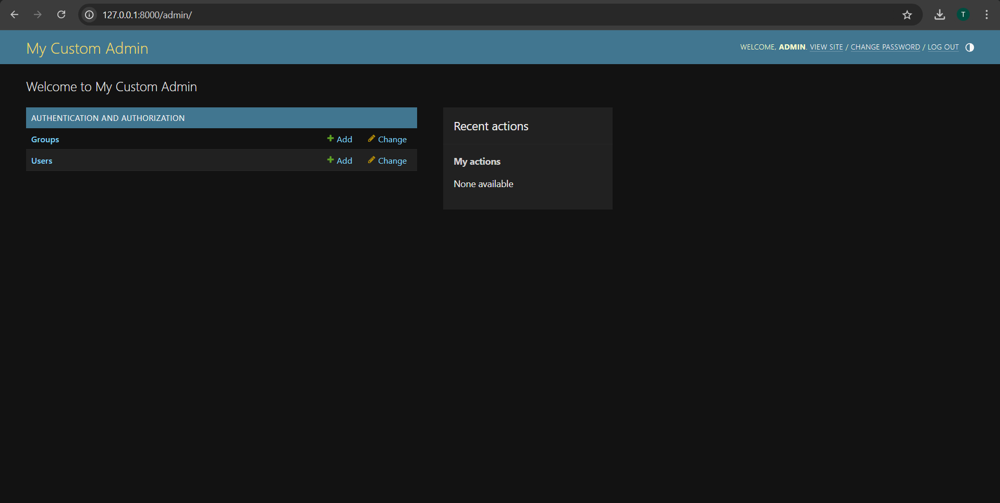 127.0.0.1:8000/admin/
T
My Custom Admin
WELCOME, ADMIN. VIEW SITE / CHANGE PASSWORD / LOG OUT
Welcome to My Custom Admin
AUTHENTICATION AND AUTHORIZATION
Groups Add Change
Users Add Change
Recent actions
My actions
None available